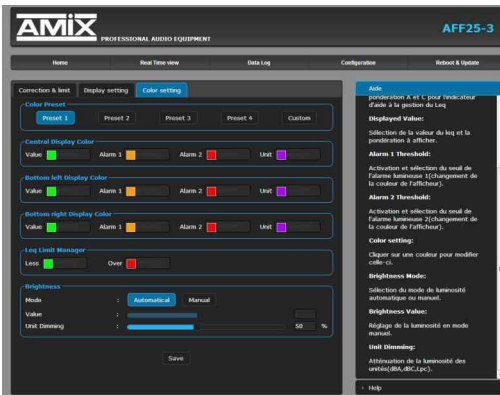 AMIX
PROFESSIONAL AUDIO EQUIPMENT
AFF25-3
Home Real Time view Data Log Configuration Reboot & Update
Correction & limit Display setting Color setting
Color Preset
Preset 1 Preset 2 Preset 3 Preset 4 Custom
Central Display Color
Value Alarm 1 Alarm 2 Unit
Bottom left Display Color
Value Alarm 1 Alarm 2 Unit
Bottom right Display Color
Value Alarm 1 Alarm 2 Unit
Leq Limit Manager
Less Over
Brightness
Mode : Automatical Manual
Value :
Unit Dimming : 50 %
Save
Aide
pondération A et C pour l'indicateur
d'aide à la gestion du Leq
Displayed Value:
Sélection de la valeur du leq et la
pondération à afficher.
Alarm 1 Threshold:
Activation et sélection du seuil de
l'alarme lumineuse 1(changement de
la couleur de l'afficheur).
Alarm 2 Threshold:
Activation et sélection du seuil de
l'alarme lumineuse 2(changement de
la couleur de l'afficheur).
Color setting:
Cliquer sur une couleur pour modifier
celle-ci.
Brightness Mode:
Sélection du mode de luminosité
automatique ou manuel.
Brightness Value:
Réglage de la luminosité en mode
manuel.
Unit Dimming:
Atténuation de la luminosité des
unités(dBA,dBC,Lpc).
Help